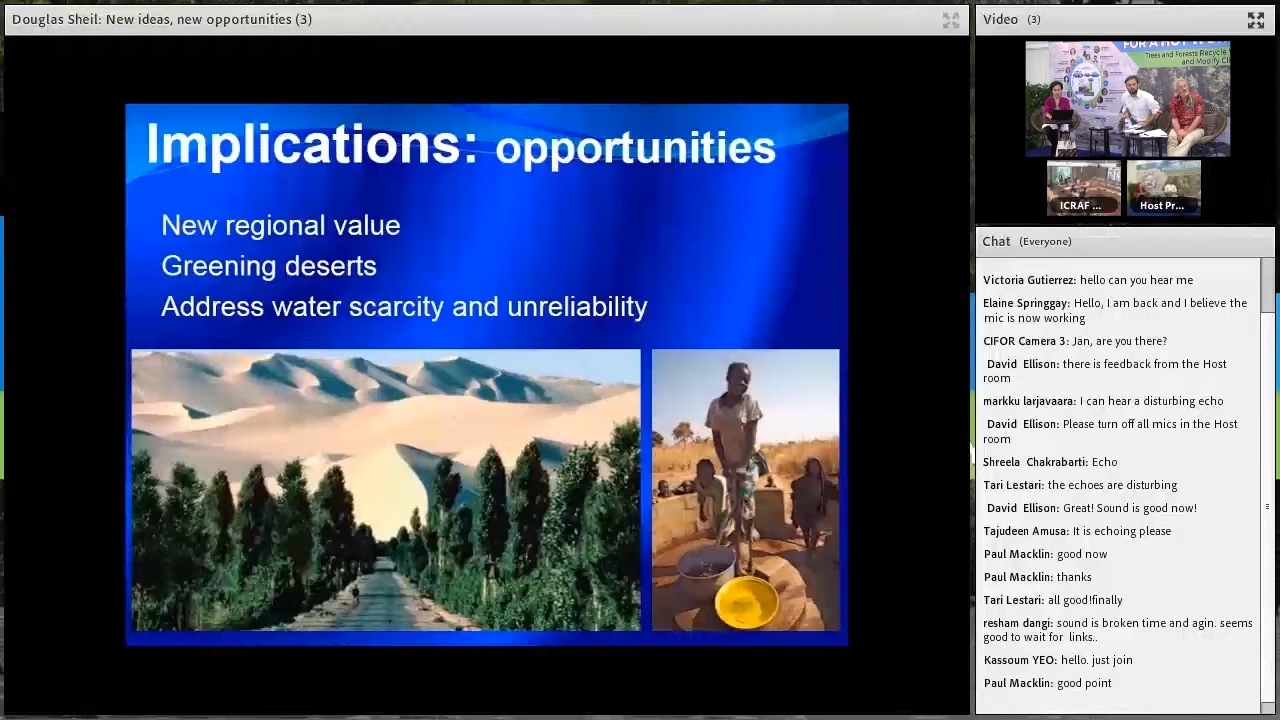 Douglas Sheil: New ideas, new opportunities (3)
Implications: opportunities
New regional value
Greening deserts
Address water scarcity and unreliability
Video (3)
Trees and Forests Recycle
and Modify Cli
ICRAF ...
Host Pr...
Chat (Everyone)
Victoria Gutierrez: hello can you hear me
Elaine Springgay: Hello, I am back and I believe the
mic is now working
CIFOR Camera 3: Jan, are you there?
David Ellison: there is feedback from the Host
room
markku larjavaara: I can hear a disturbing echo
David Ellison: Please turn off all mics in the Host
room
Shreela Chakrabarti: Echo
Tari Lestari: the echoes are disturbing
David Ellison: Great! Sound is good now!
Tajudeen Amusa: It is echoing please
Paul Macklin: good now
Paul Macklin: thanks
Tari Lestari: all good!finally
resham dangi: sound is broken time and agin. seems
good to wait for links..
Kassoum YEO: hello. just join
Paul Macklin: good point